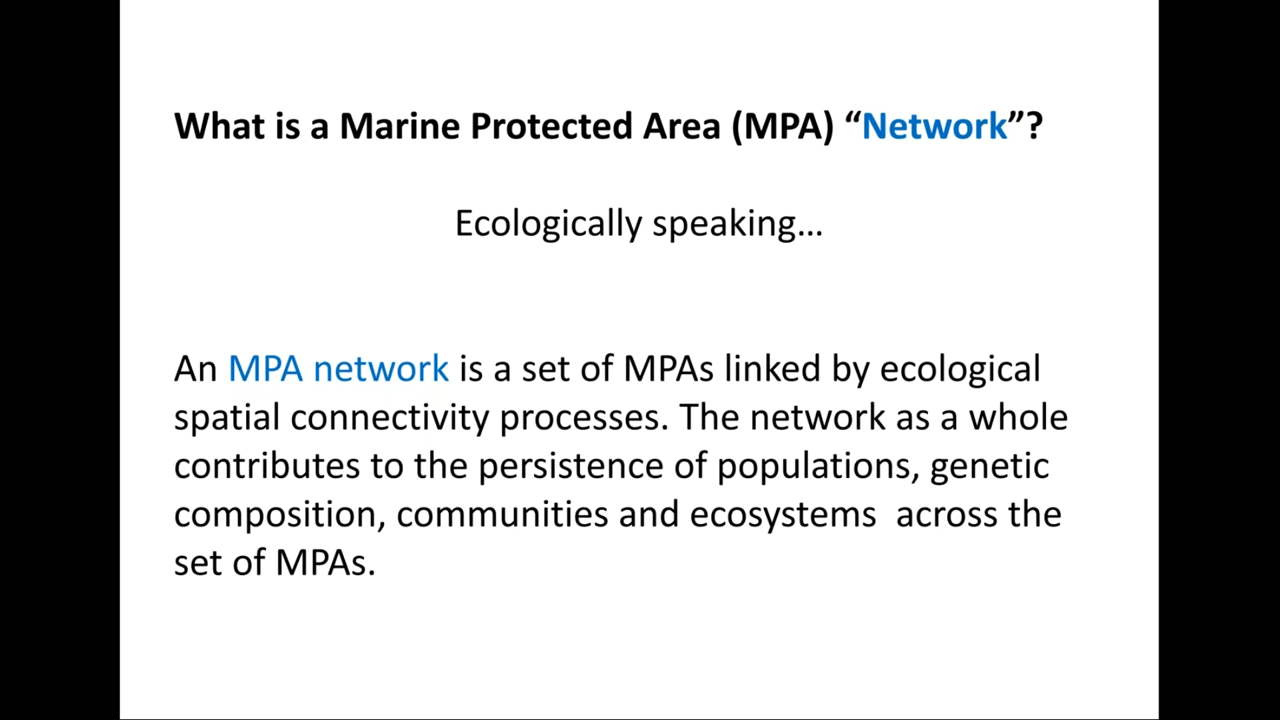 What is a Marine Protected Area (MPA) “Network”?
Ecologically speaking...
An MPA network is a set of MPAs linked by ecological
spatial connectivity processes. The network as a whole
contributes to the persistence of populations, genetic
composition, communities and ecosystems  across the
set of MPAs.